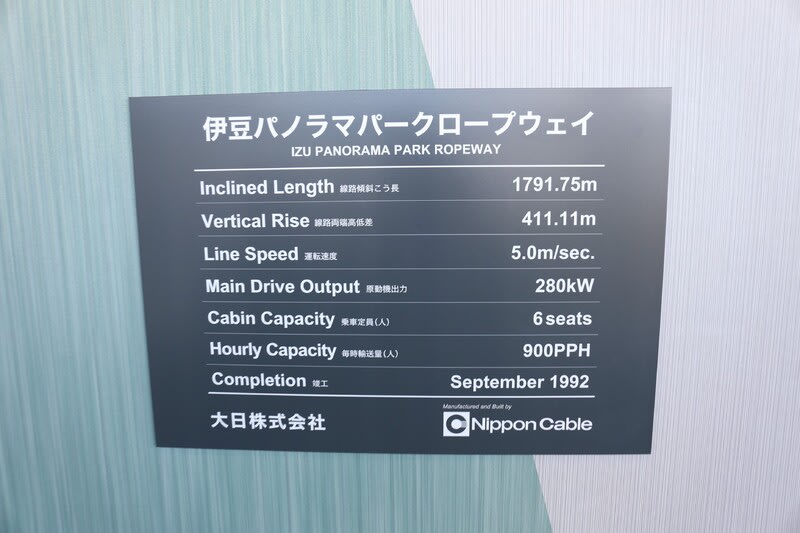 伊豆パノラマパークロープウェイ
IZU PANORAMA PARK ROPEWAY
Inclined Length 線路傾斜こう長 1791.75m
Vertical Rise 線路両端高低差 411.11m
Line Speed 運転速度 5.0m/sec.
Main Drive Output 原動機出力 280kW
Cabin Capacity 乗車定員(人) 6 seats
Hourly Capacity 毎時輸送量(人) 900PPH
Completion 竣工 September 1992
Manufactured and Built by
大日株式会社 Nippon Cable